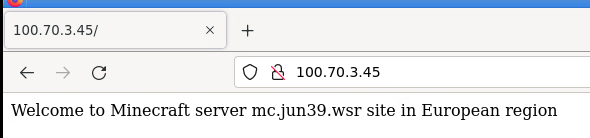 100.70.3.45/
100.70.3.45
Welcome to Minecraft server mc.jun39.wsr site in European region